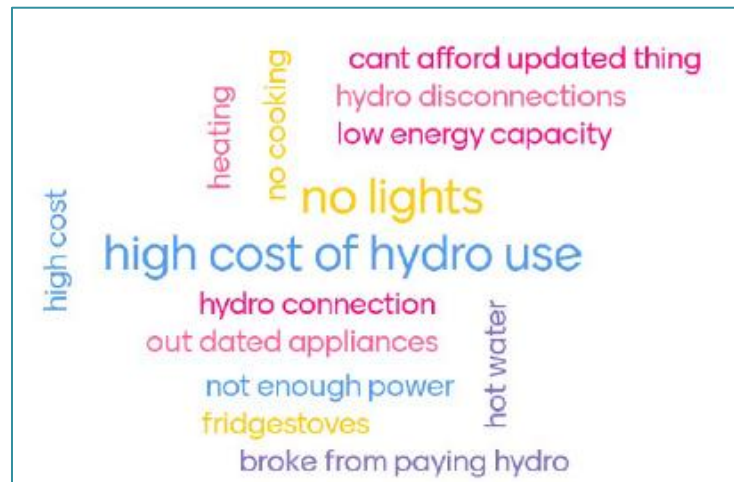 cant afford updated thing
hydro disconnections
low energy capacity
heating
no cooking
no lights
high cost
high cost of hydro use
hydro connection
out dated appliances
not enough power
hot water
fridgestoves
broke from paying hydro